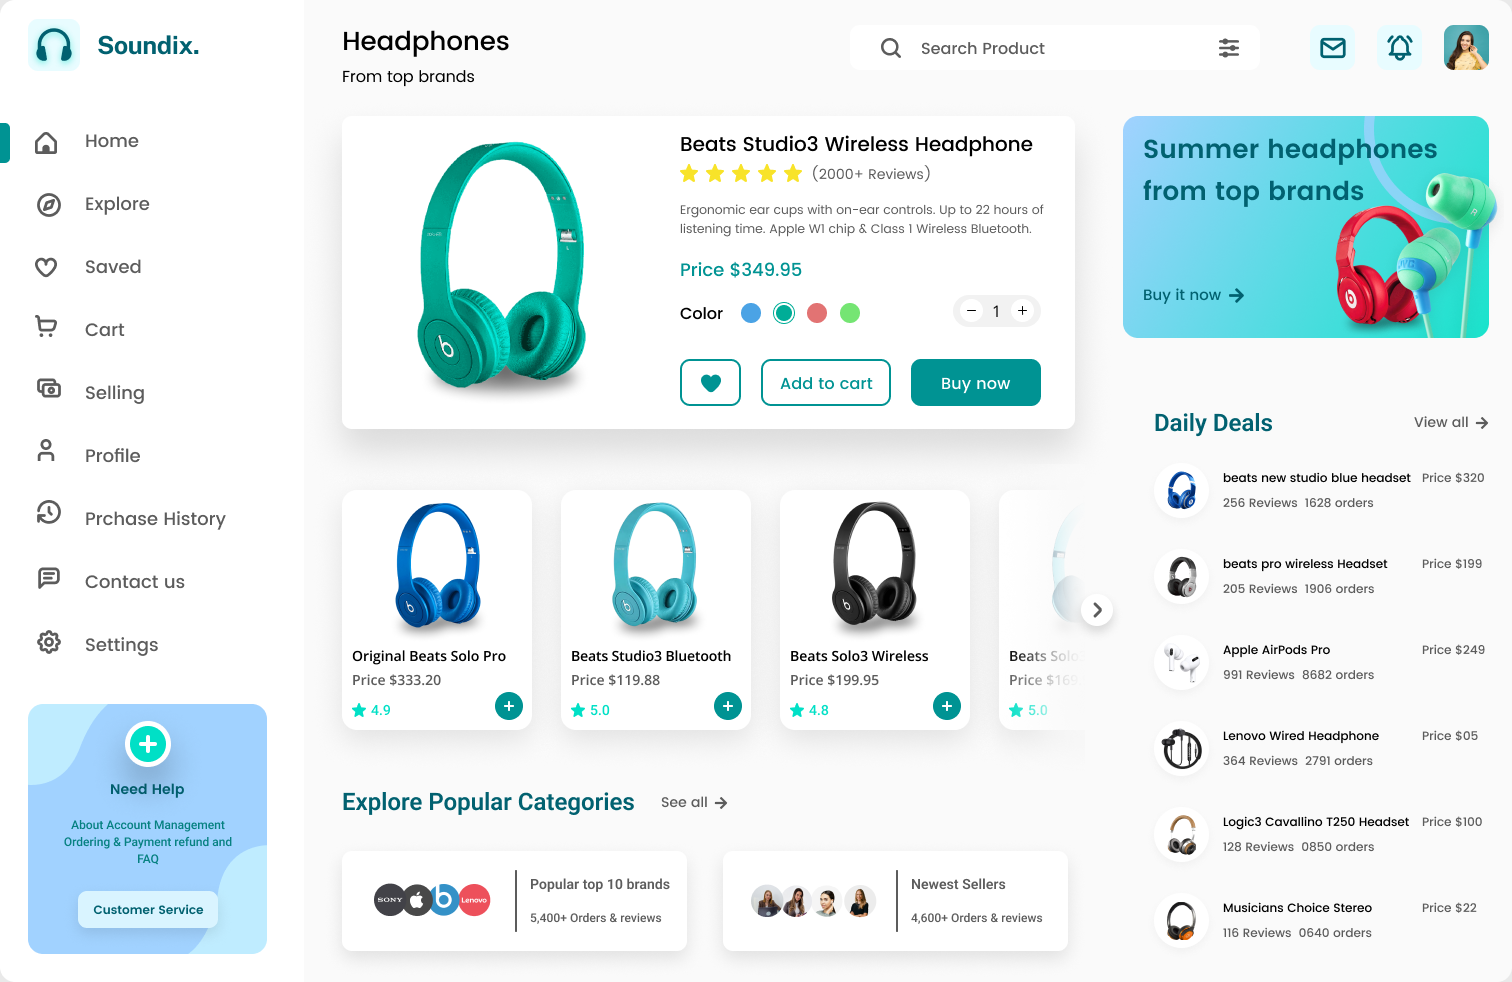 Soundix.
Home
Explore
Saved
Cart
Selling
Profile
Prchase History
Contact us
Settings
Need Help
About Account Management
Ordering & Payment refund and
FAQ
Customer Service
Headphones
From top brands
Search Product
Beats Studio3 Wireless Headphone
(2000+ Reviews)
Ergonomic ear cups with on-ear controls. Up to 22 hours of
listening time. Apple W1 chip & Class 1 Wireless Bluetooth.
Price $349.95
Color
− 1 +
Add to cart
Buy now
Original Beats Solo Pro
Price $333.20
4.9
Beats Studio3 Bluetooth
Price $119.88
5.0
Beats Solo3 Wireless
Price $199.95
4.8
Beats Solo
Price $169
5.0
Explore Popular Categories
See all
SONY
Lenovo
Popular top 10 brands
5,400+ Orders & reviews
Newest Sellers
4,600+ Orders & reviews
Summer headphones
from top brands
Buy it now
R
JVC
Daily Deals
View all
beats new studio blue headset Price $320
256 Reviews 1628 orders
beats pro wireless Headset Price $199
205 Reviews 1906 orders
Apple AirPods Pro Price $249
991 Reviews 8682 orders
Lenovo Wired Headphone Price $05
364 Reviews 2791 orders
Logic3 Cavallino T250 Headset Price $100
128 Reviews 0850 orders
Musicians Choice Stereo Price $22
116 Reviews 0640 orders